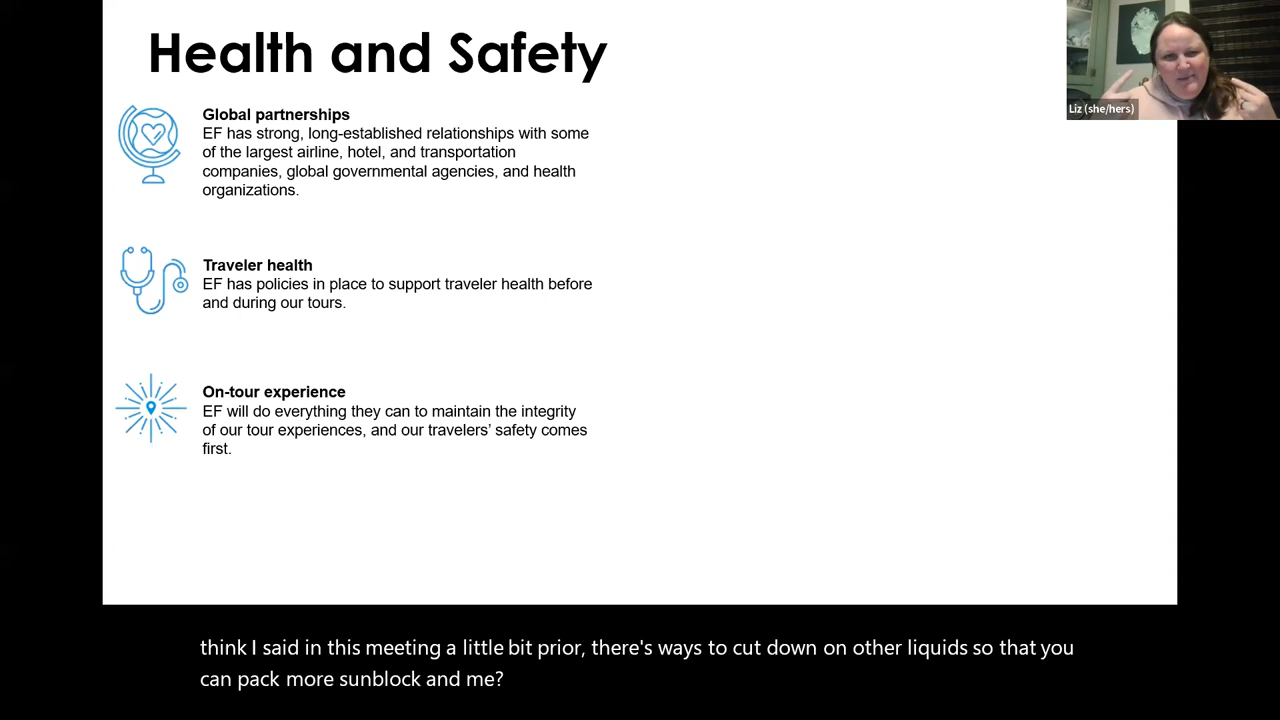 Health and Safety
Liz (she/hers)
Global partnerships
EF has strong, long-established relationships with some
of the largest airline, hotel, and transportation
companies, global governmental agencies, and health
organizations.
Traveler health
EF has policies in place to support traveler health before
and during our tours.
On-tour experience
EF will do everything they can to maintain the integrity
of our tour experiences, and our travelers’ safety comes
first.
think I said in this meeting a little bit prior, there's ways to cut down on other liquids so that you
can pack more sunblock and me?